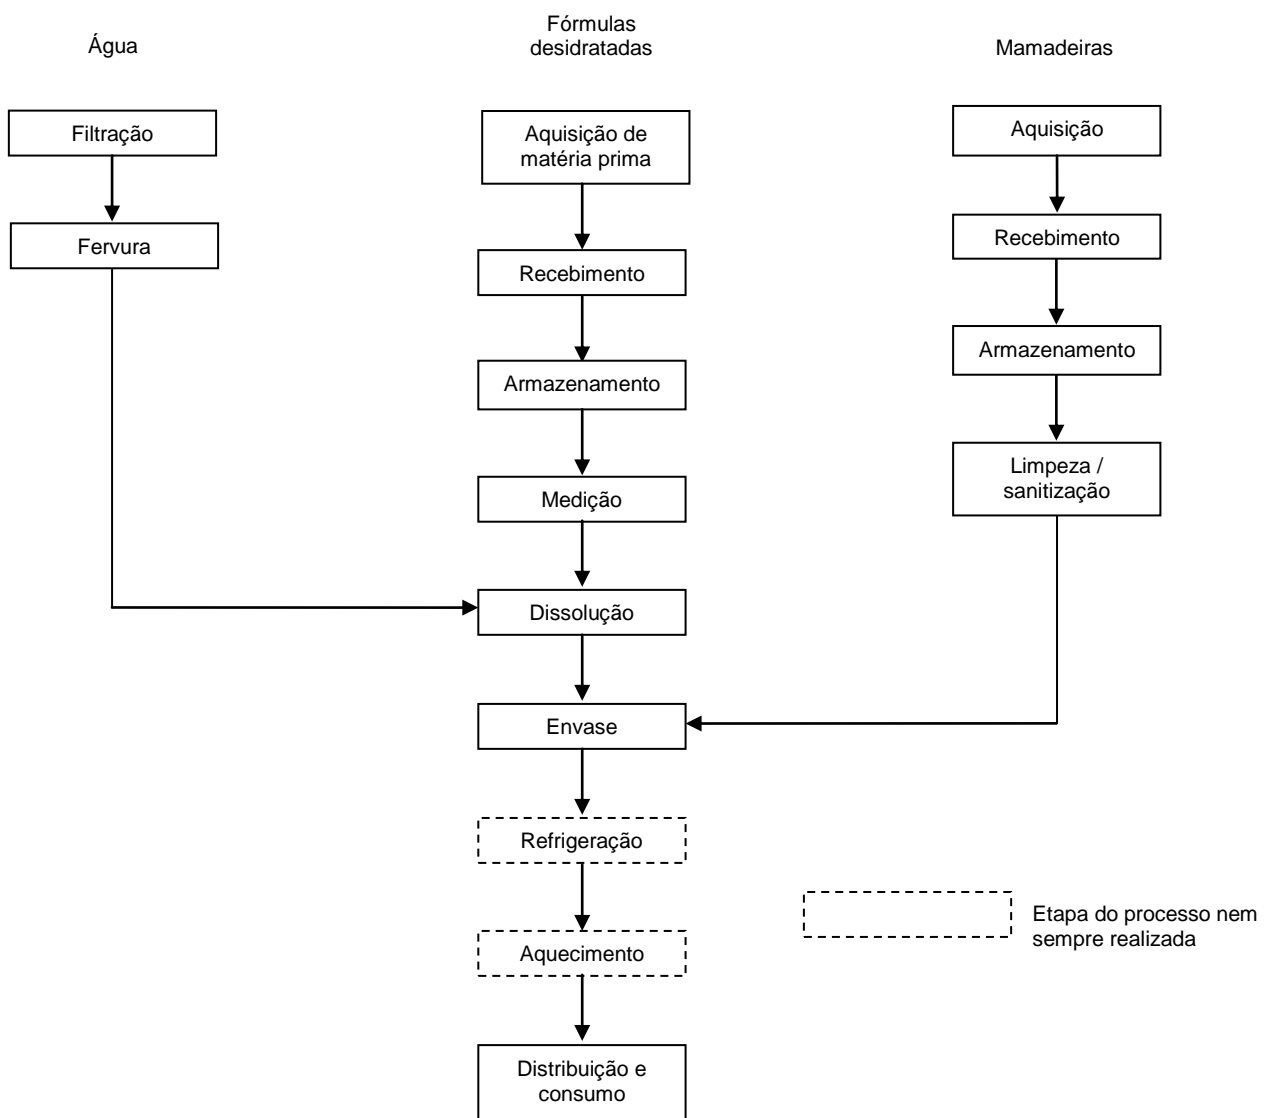 Água
Filtração
Fervura
Fórmulas
desidratadas
Aquisição de
matéria prima
Recebimento
Armazenamento
Medição
Dissolução
Envase
Refrigeração
Aquecimento
Distribuição e
consumo
Mamadeiras
Aquisição
Recebimento
Armazenamento
Limpeza /
sanitização
Etapa do processo nem
sempre realizada